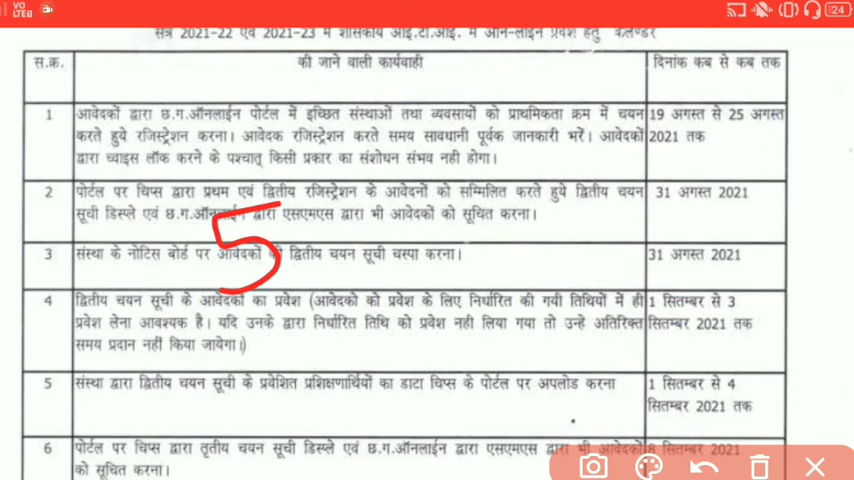 VO
LTE
24
सत्र 2021-22 एवं 2021-23 में शासकीय आई.टी.आई. में ऑन-लाईन प्रवेश हेतु कैलेण्डर
स.क्र. की जाने वाली कार्यवाही दिनांक कब से कब तक
1 आवेदकों द्वारा छ.ग.ऑनलाईन पोर्टल में इच्छित संस्थाओं तथा व्यवसायों को प्राथमिकता क्रम में चयन 19 अगस्त से 25 अगस्त
करते हुये रजिस्ट्रेशन करना। आवेदक रजिस्ट्रेशन करते समय सावधानी पूर्वक जानकारी भरें। आवेदकों 2021 तक
द्वारा च्वाइस लॉक करने के पश्चात् किसी प्रकार का संशोधन संभव नही होगा।
2 पोर्टल पर चिप्स द्वारा प्रथम एवं द्वितीय रजिस्ट्रेशन के आवेदनों को सम्मिलित करते हुये द्वितीय चयन 31 अगस्त 2021
सूची डिस्प्ले एवं छ.ग.ऑनलाईन द्वारा एसएमएस द्वारा भी आवेदकों को सूचित करना।
5
3 संस्था के नोटिस बोर्ड पर आवेदकों की द्वितीय चयन सूची चस्पा करना। 31 अगस्त 2021
4 द्वितीय चयन सूची के आवेदकों का प्रवेश (आवेदको को प्रवेश के लिए निर्धारित की गयी तिथियों में ही 1 सितम्बर से 3
प्रवेश लेना आवश्यक है। यदि उनके द्वारा निर्धारित तिथि को प्रवेश नही लिया गया तो उन्हे अतिरिक्त सितम्बर 2021 तक
समय प्रदान नहीं किया जायेगा।)
5 संस्था द्वारा द्वितीय चयन सूची के प्रवेशित प्रशिक्षणार्थियों का डाटा चिप्स के पोर्टल पर अपलोड करना 1 सितम्बर से 4
सितम्बर 2021 तक
6 पोर्टल पर चिप्स द्वारा तृतीय चयन सूची डिस्प्ले एवं छ.ग.ऑनलाईन द्वारा एसएमएस द्वारा भी आवेदकों 8 सितम्बर 2021
को सूचित करना।